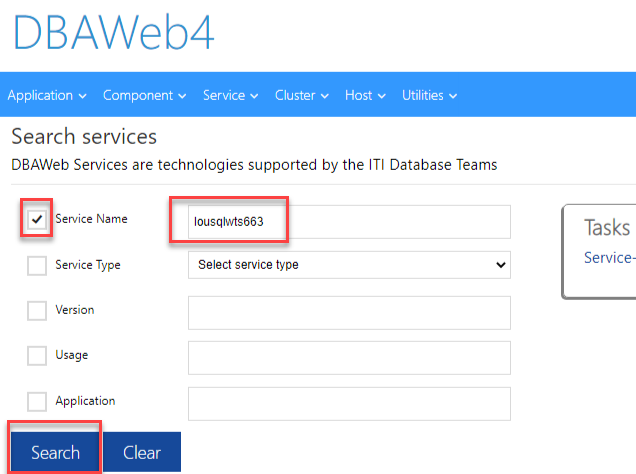 DBAWeb4
Application Component Service Cluster Host Utilities
Search services
DBAWeb Services are technologies supported by the ITI Database Teams
Service Name lousqlwts663
Tasks
Service Type Select service type
Service-
Version
Usage
Application
Search Clear